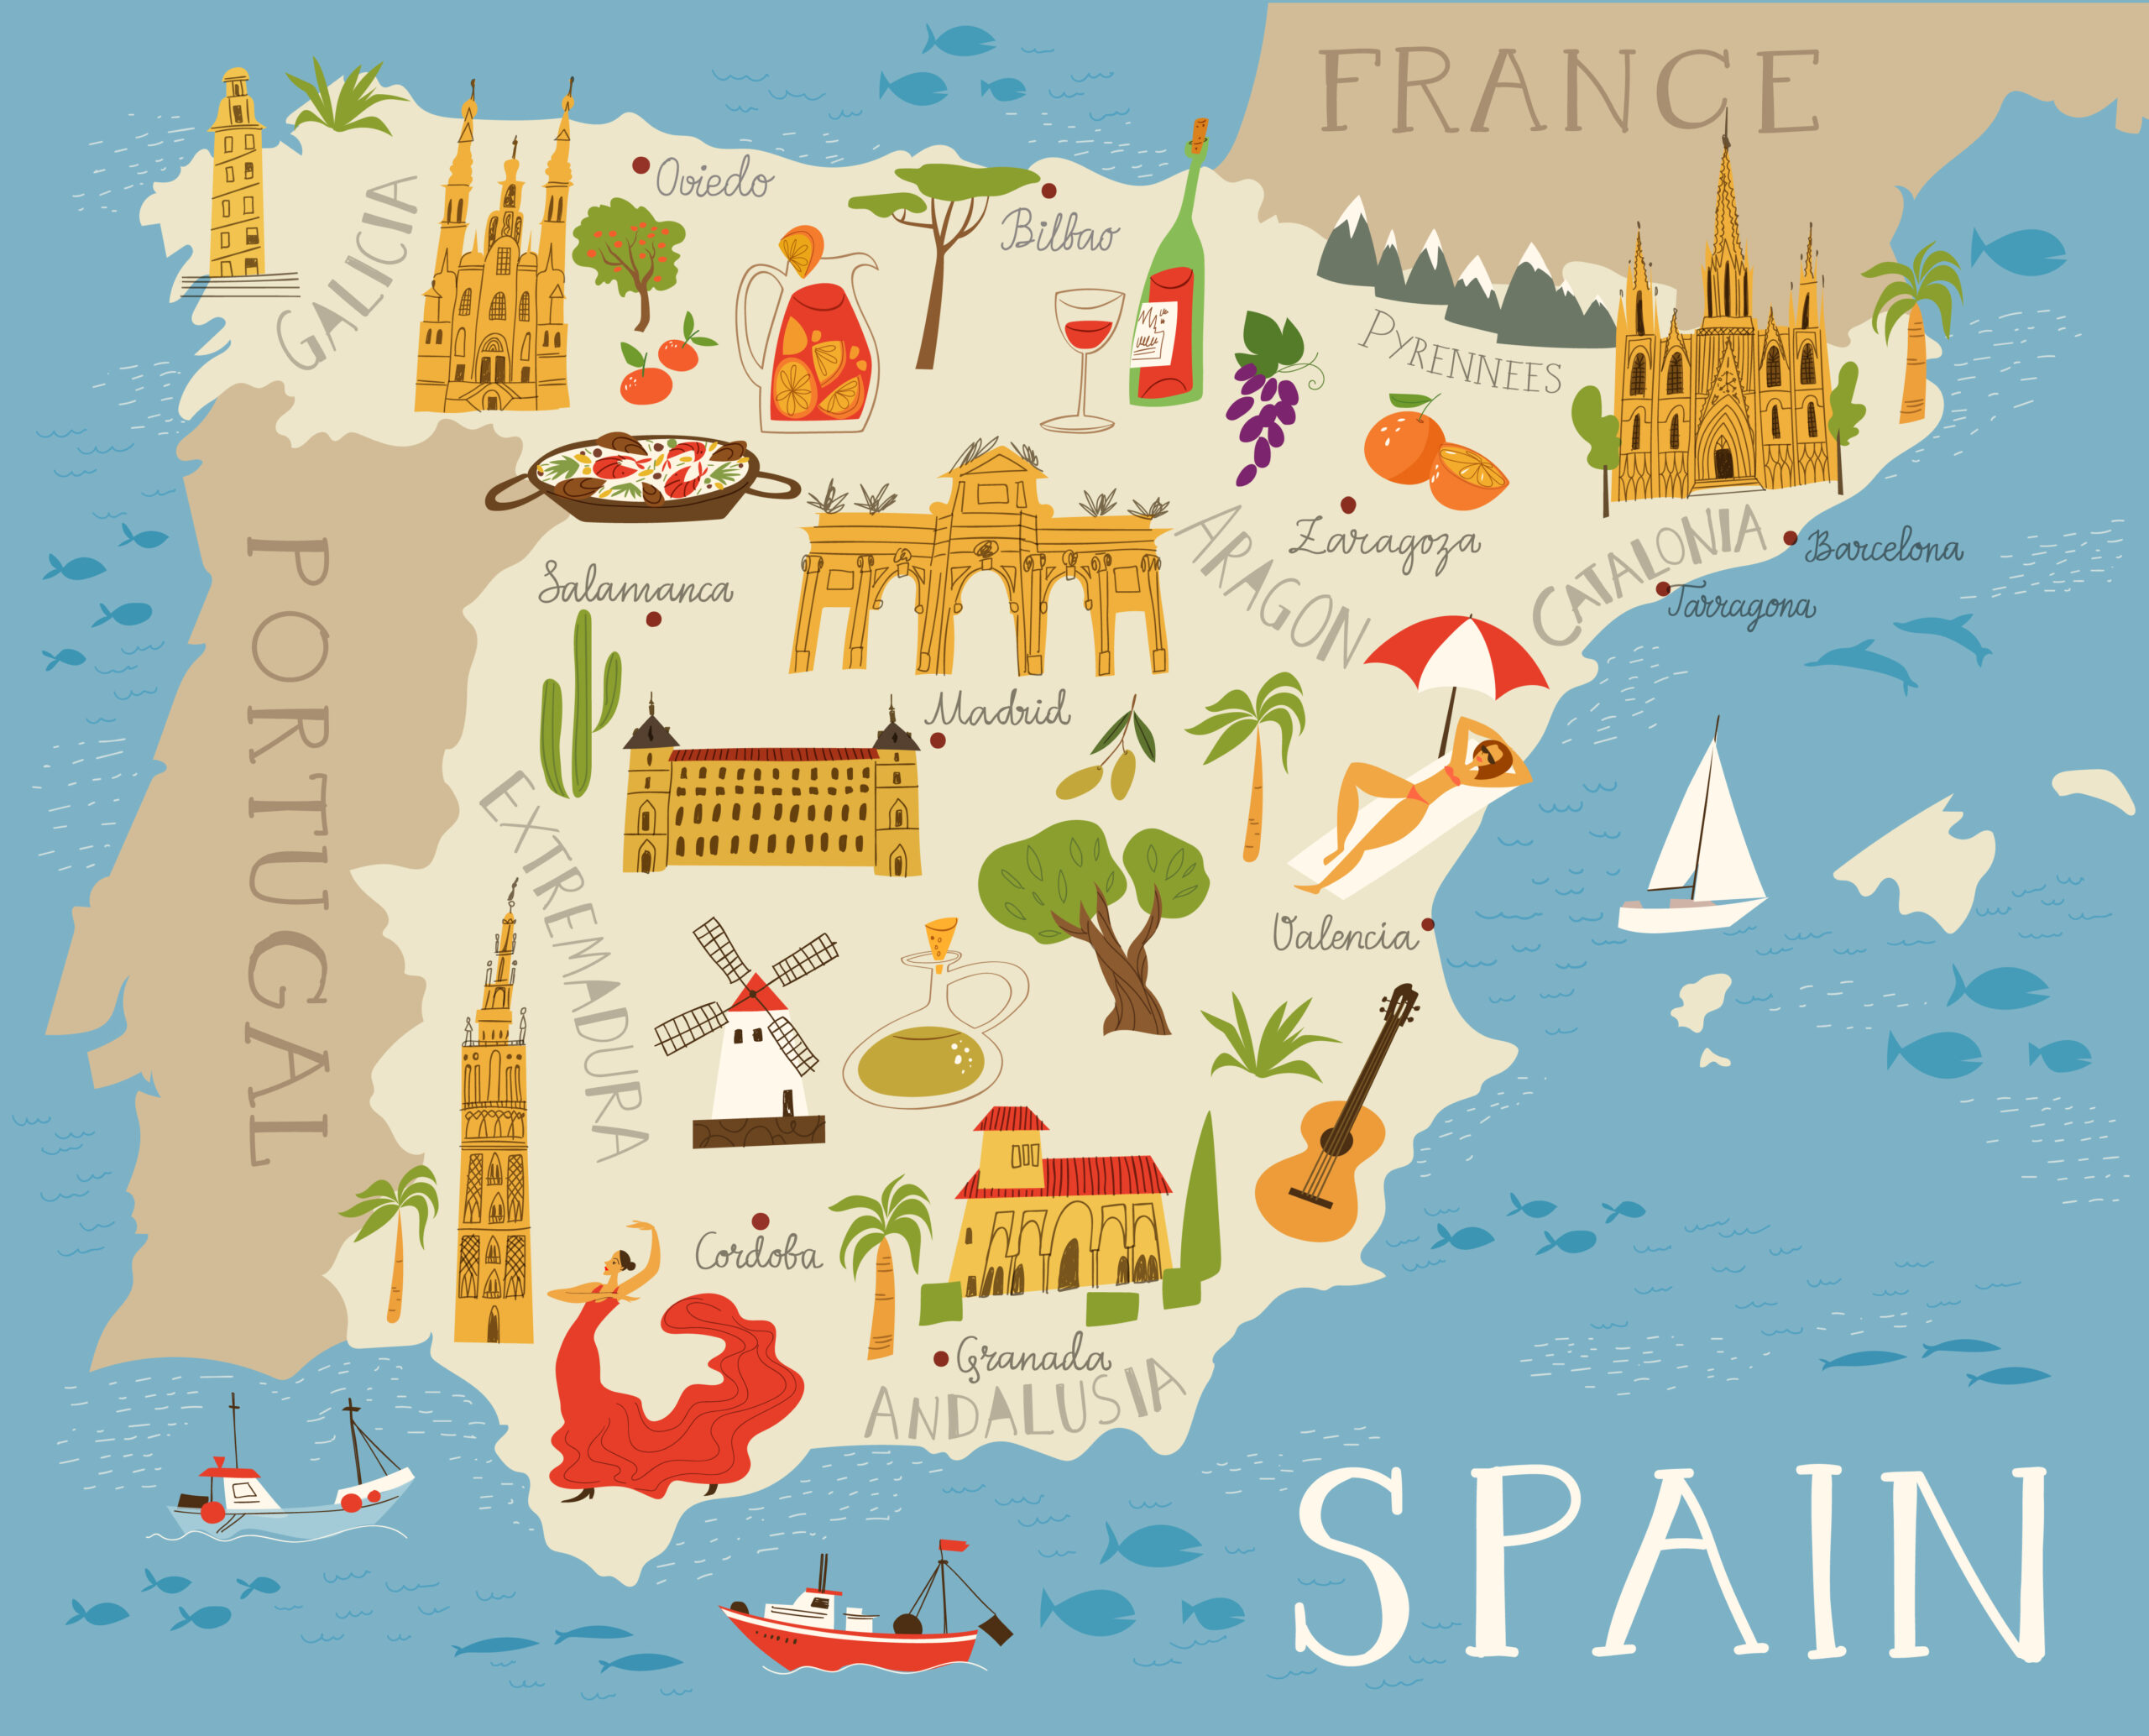 FRANCE
Oviedo
Bilbao
GALICIA
PYRENNEES
Zaragoza
ARAGON
CATALONIA
Barcelona
Tarragona
Salamanca
PORTUGAL
Madrid
EXTREMADURA
Valencia
Cordoba
Granada
ANDALUSIA
SPAIN